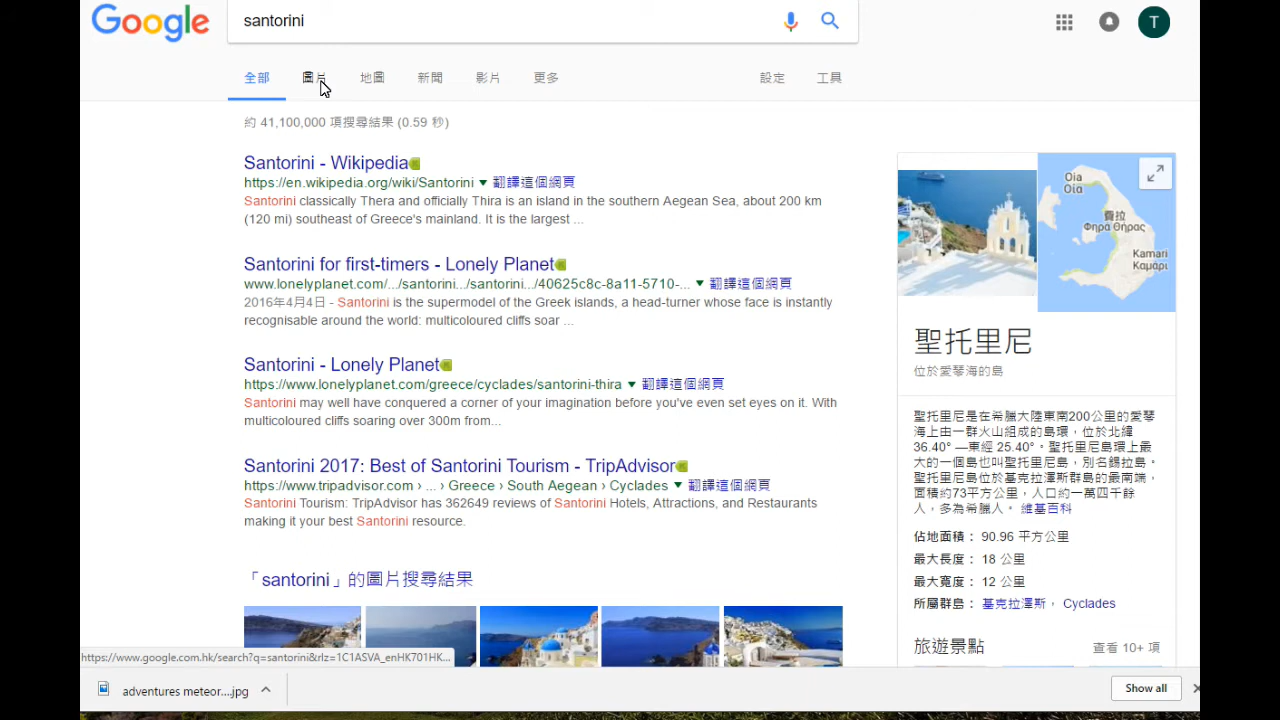 Google
santorini
T
全部 圖片 地圖 新聞 影片 更多 設定 工具
約 41,100,000 項搜尋結果 (0.59 秒)
Santorini - Wikipedia
https://en.wikipedia.org/wiki/Santorini 翻譯這個網頁
Santorini classically Thera and officially Thira is an island in the southern Aegean Sea, about 200 km
(120 mi) southeast of Greece's mainland. It is the largest ...
Santorini for first-timers - Lonely Planet
www.lonelyplanet.com/.../santorini.../santorini.../40625c8c-8a11-5710-... 翻譯這個網頁
2016年4月4日 - Santorini is the supermodel of the Greek islands, a head-turner whose face is instantly
recognisable around the world: multicoloured cliffs soar ...
Santorini - Lonely Planet
https://www.lonelyplanet.com/greece/cyclades/santorini-thira 翻譯這個網頁
Santorini may well have conquered a corner of your imagination before you've even set eyes on it. With
multicoloured cliffs soaring over 300m from...
Santorini 2017: Best of Santorini Tourism - TripAdvisor
https://www.tripadvisor.com › ... › Greece › South Aegean › Cyclades 翻譯這個網頁
Santorini Tourism: TripAdvisor has 362649 reviews of Santorini Hotels, Attractions, and Restaurants
making it your best Santorini resource.
「santorini」的圖片搜尋結果
Oia
Οία
費拉
Φηρά Θήρας
Kamari
Καμάρι
聖托里尼
位於愛琴海的島
聖托里尼是在希臘大陸東南200公里的愛琴
海上由一群火山組成的島環，位於北緯
36.40° —東經 25.40°。聖托里尼島環上最
大的一個島也叫聖托里尼島，別名錫拉島。
聖托里尼島位於基克拉澤斯群島的最南端，
面積約73平方公里，人口約一萬四千餘
人，多為希臘人。 維基百科
佔地面積： 90.96 平方公里
最大長度： 18 公里
最大寬度： 12 公里
所屬群島： 基克拉澤斯， Cyclades
旅遊景點 查看 10+ 項
https://www.google.com.hk/search?q=santorini&rlz=1C1ASVA_enHK701HK...
adventures meteor....jpg
Show all